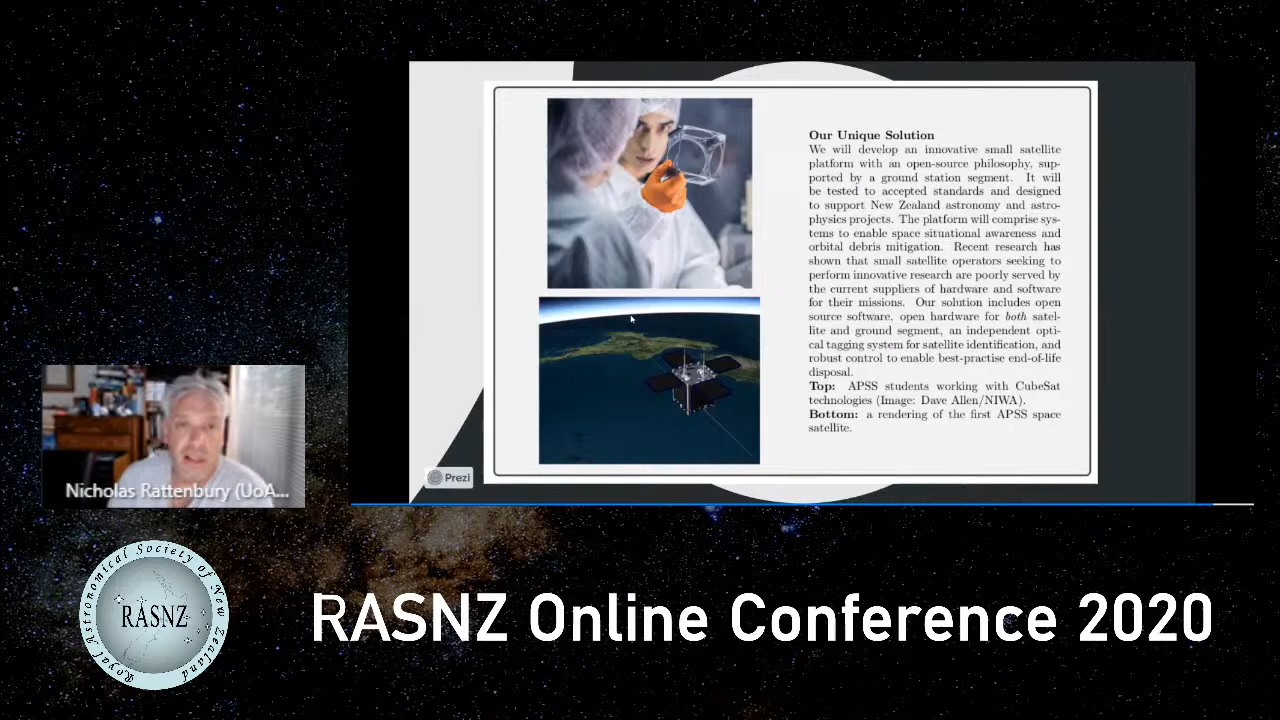 Our Unique Solution
We will develop an innovative small satellite
platform with an open-source philosophy, sup-
ported by a ground station segment. It will
be tested to accepted standards and designed
to support New Zealand astronomy and astro-
physics projects. The platform will comprise sys-
tems to enable space situational awareness and
orbital debris mitigation. Recent research has
shown that small satellite operators seeking to
perform innovative research are poorly served by
the current suppliers of hardware and software
for their missions. Our solution includes open
source software, open hardware for both satel-
lite and ground segment, an independent opti-
cal tagging system for satellite identification, and
robust control to enable best-practise end-of-life
disposal.
Top: APSS students working with CubeSat
technologies (Image: Dave Allen/NIWA).
Bottom: a rendering of the first APSS space
satellite.
Prezi
Nicholas Rattenbury (UoA...
Royal Astronomical Society of New Zealand
RASNZ
RASNZ Online Conference 2020